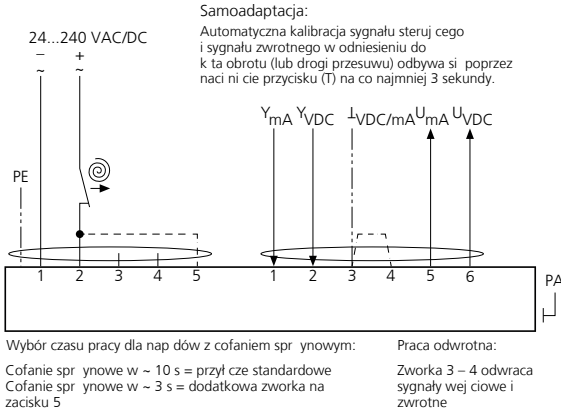 Samoadaptacja:
Automatyczna kalibracja sygnału steruj cego
i sygnału zwrotnego w odniesieniu do
k ta obrotu (lub drogi przesuwu) odbywa si poprzez
naci ni cie przycisku (T) na co najmniej 3 sekundy.
24...240 VAC/DC
– +
~ ~
YmA YVDC ⊥VDC/mA UmA UVDC
PE
1 2 3 4 5 1 2 3 4 5 6
PA
Wybór czasu pracy dla nap dów z cofaniem spr ynowym:
Cofanie spr ynowe w ~ 10 s = przył cze standardowe
Cofanie spr ynowe w ~ 3 s = dodatkowa zworka na
zacisku 5
Praca odwrotna:
Zworka 3 – 4 odwraca
sygnały wej ciowe i
zwrotne